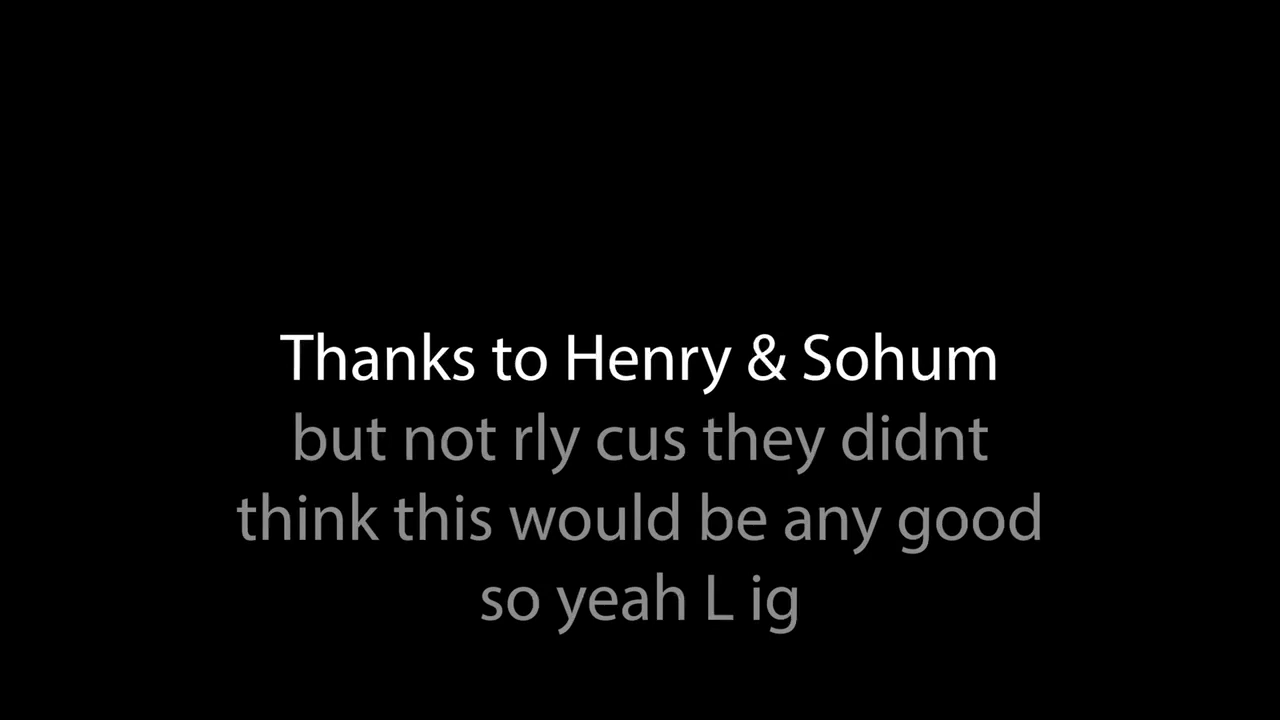 Thanks to Henry & Sohum
but not rly cus they didnt
think this would be any good
so yeah L ig